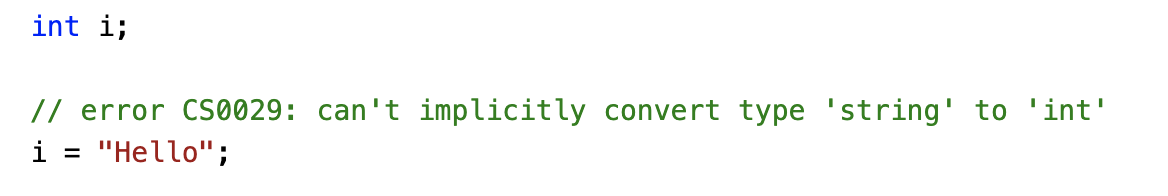 int i;
// error CS0029: can't implicitly convert type 'string' to 'int'
i = "Hello";